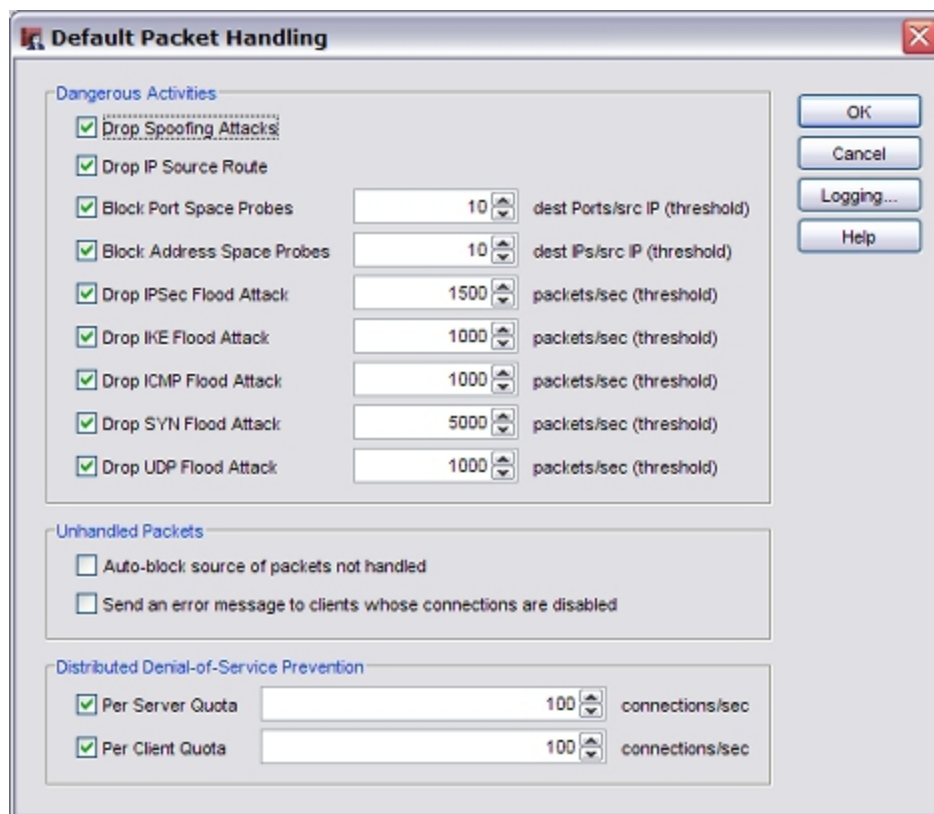 Default Packet Handling
Dangerous Activities
Drop Spoofing Attacks
Drop IP Source Route
Block Port Space Probes 10 dest Ports/src IP (threshold)
Block Address Space Probes 10 dest IPs/src IP (threshold)
Drop IPSec Flood Attack 1500 packets/sec (threshold)
Drop IKE Flood Attack 1000 packets/sec (threshold)
Drop ICMP Flood Attack 1000 packets/sec (threshold)
Drop SYN Flood Attack 5000 packets/sec (threshold)
Drop UDP Flood Attack 1000 packets/sec (threshold)
Unhandled Packets
Auto-block source of packets not handled
Send an error message to clients whose connections are disabled
Distributed Denial-of-Service Prevention
Per Server Quota 100 connections/sec
Per Client Quota 100 connections/sec
OK
Cancel
Logging...
Help